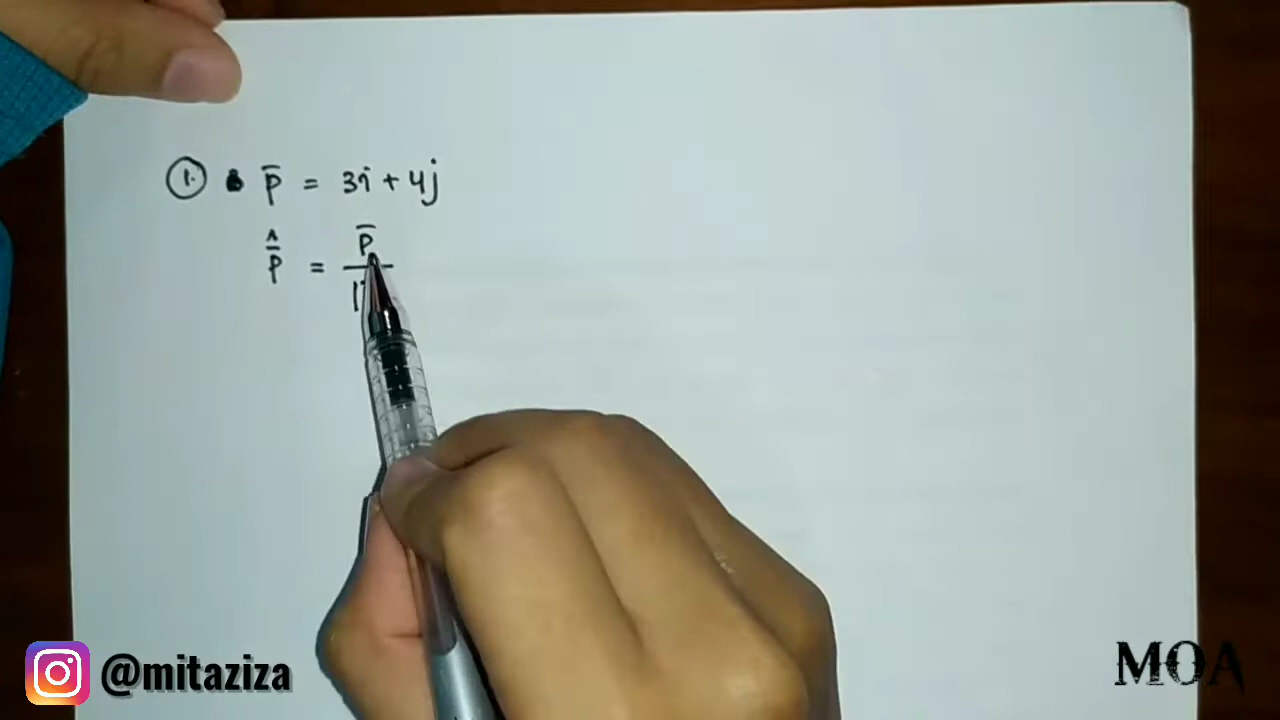 1. p̄ = 3i + 4j
p̄̂ = p̄
@mitaziza
MOA